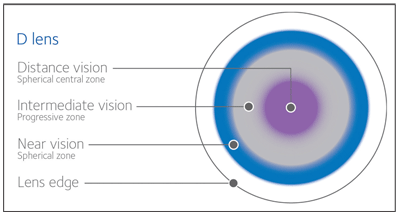 D lens
Distance vision
Spherical central zone
Intermediate vision
Progressive zone
Near vision
Spherical zone
Lens edge